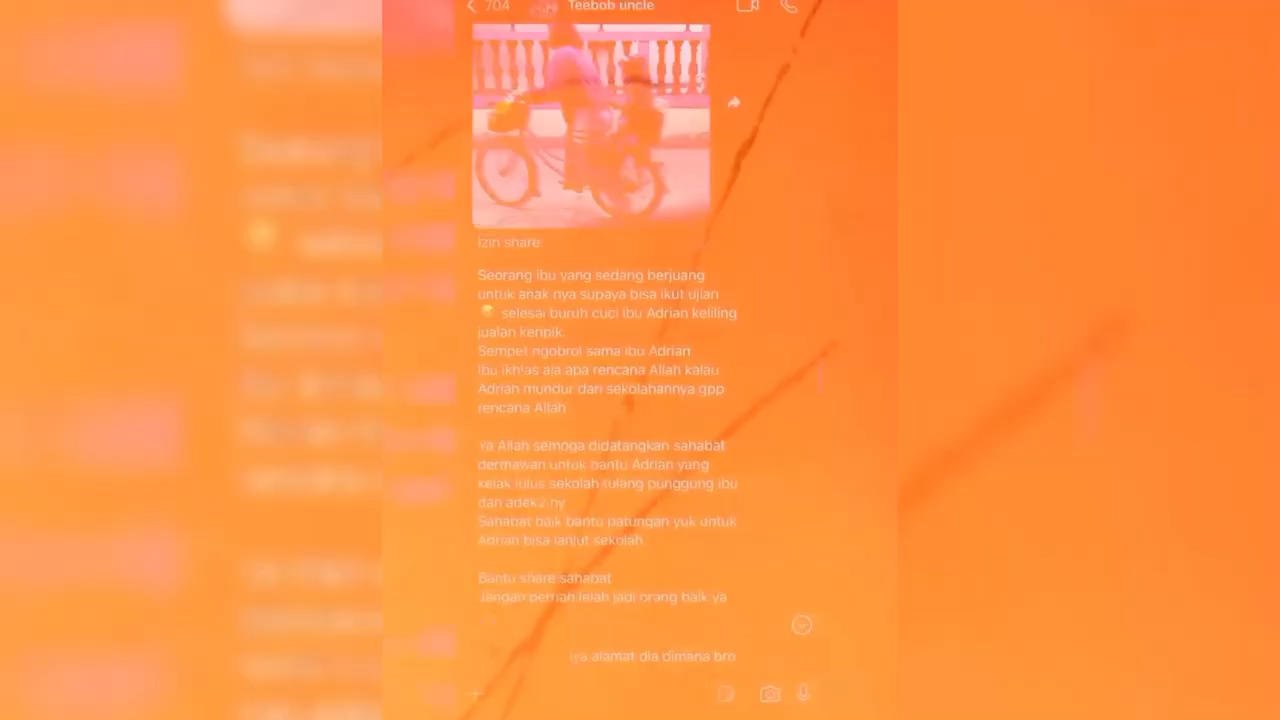 704 Teebob uncle
Izin share
Seorang ibu yang sedang berjuang
untuk anak nya supaya bisa ikut ujian
selesai buruh cuci ibu Adrian keliling
jualan keripik.
Sempet ngobrol sama ibu Adrian
Ibu ikhlas aja apa rencana Allah kalau
Adriah mundur dari sekolahannya gpp
rencana Allah
Ya Allah semoga didatangkan sahabat
dermawan untuk bantu Adrian yang
kelak lulus sekolah tulang punggung ibu
dan adek2 ny
Sahabat baik bantu patungan yuk untuk
Adrian bisa lanjut sekolah
Bantu share sahabat
Jangan pernah lelah jadi orang baik ya
iya alamat dia dimana bro